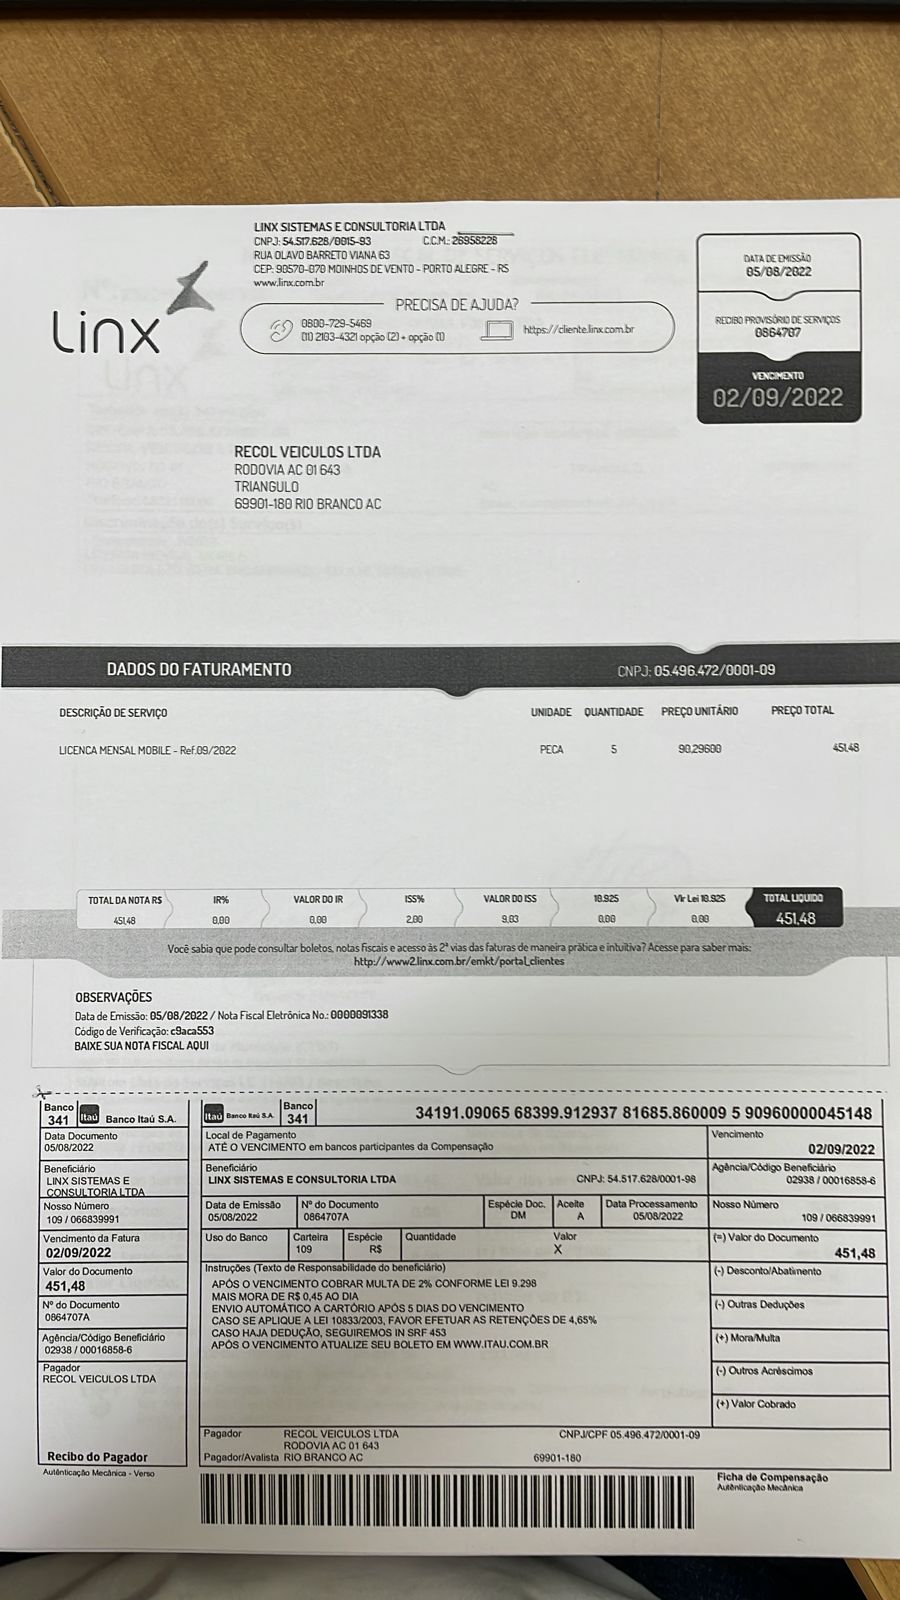 LINX SISTEMAS E CONSULTORIA LTDA
CNPJ: 54.517.628/0015-93 C.C.M.: 26958228
RUA OLAVO BARRETO VIANA 63
CEP: 90570-070 MOINHOS DE VENTO - PORTO ALEGRE - RS
www.linx.com.br
Linx
PRECISA DE AJUDA?
0800-729-5469
(11) 2103-4321 opção (2) + opção (1)
https://cliente.linx.com.br
DATA DE EMISSÃO
05/08/2022
RECIBO PROVISÓRIO DE SERVIÇOS
0864707
VENCIMENTO
02/09/2022
RECOL VEICULOS LTDA
RODOVIA AC 01 643
TRIANGULO
69901-180 RIO BRANCO AC
DADOS DO FATURAMENTO CNPJ: 05.496.472/0001-09
DESCRIÇÃO DE SERVIÇO UNIDADE QUANTIDADE PREÇO UNITÁRIO PREÇO TOTAL
LICENCA MENSAL MOBILE - Ref.09/2022 PECA 5 90,29600 451,48
TOTAL DA NOTA R$ IR% VALOR DO IR ISS% VALOR DO ISS 10.925 Vlr Lei 10.925 TOTAL LIQUIDO
451,48 0,00 0,00 2,00 9,03 0,00 0,00 451,48
Você sabia que pode consultar boletos, notas fiscais e acesso às 2ª vias das faturas de maneira prática e intuitiva? Acesse para saber mais:
http://www2.linx.com.br/emkt/portal_clientes
OBSERVAÇÕES
Data de Emissão: 05/08/2022 / Nota Fiscal Eletrônica No.: 0000091338
Código de Verificação: c9aca553
BAIXE SUA NOTA FISCAL AQUI
Banco
341 Itaú Banco Itaú S.A.
Data Documento
05/08/2022
Beneficiário
LINX SISTEMAS E
CONSULTORIA LTDA
Nosso Número
109 / 066839991
Vencimento da Fatura
02/09/2022
Valor do Documento
451,48
Nº do Documento
0864707A
Agência/Código Beneficiário
02938 / 00016858-6
Pagador
RECOL VEICULOS LTDA
Recibo do Pagador
Autênticação Mecânica - Verso
Itaú Banco Itaú S.A. Banco
341
34191.09065 68399.912937 81685.860009 5 90960000045148
Local de Pagamento
ATÉ O VENCIMENTO em bancos participantes da Compensação
Vencimento
02/09/2022
Beneficiário
LINX SISTEMAS E CONSULTORIA LTDA CNPJ: 54.517.628/0001-98
Agência/Código Beneficiário
02938 / 00016858-6
Data de Emissão Nº do Documento Espécie Doc. Aceite Data Processamento
05/08/2022 0864707A DM A 05/08/2022
Nosso Número
109 / 066839991
Uso do Banco Carteira Espécie Quantidade Valor
109 R$ X
(=) Valor do Documento
451,48
Instruções (Texto de Responsabilidade do beneficiário)
APÓS O VENCIMENTO COBRAR MULTA DE 2% CONFORME LEI 9.298
MAIS MORA DE R$ 0,45 AO DIA
ENVIO AUTOMÁTICO A CARTÓRIO APÓS 5 DIAS DO VENCIMENTO
CASO SE APLIQUE A LEI 10833/2003, FAVOR EFETUAR AS RETENÇÕES DE 4,65%
CASO HAJA DEDUÇÃO, SEGUIREMOS IN SRF 453
APÓS O VENCIMENTO ATUALIZE SEU BOLETO EM WWW.ITAU.COM.BR
(-) Desconto/Abatimento
(-) Outras Deduções
(+) Mora/Multa
(-) Outros Acréscimos
(+) Valor Cobrado
Pagador RECOL VEICULOS LTDA CNPJ/CPF 05.496.472/0001-09
RODOVIA AC 01 643
Pagador/Avalista RIO BRANCO AC 69901-180
Ficha de Compensação
Autênticação Mecânica